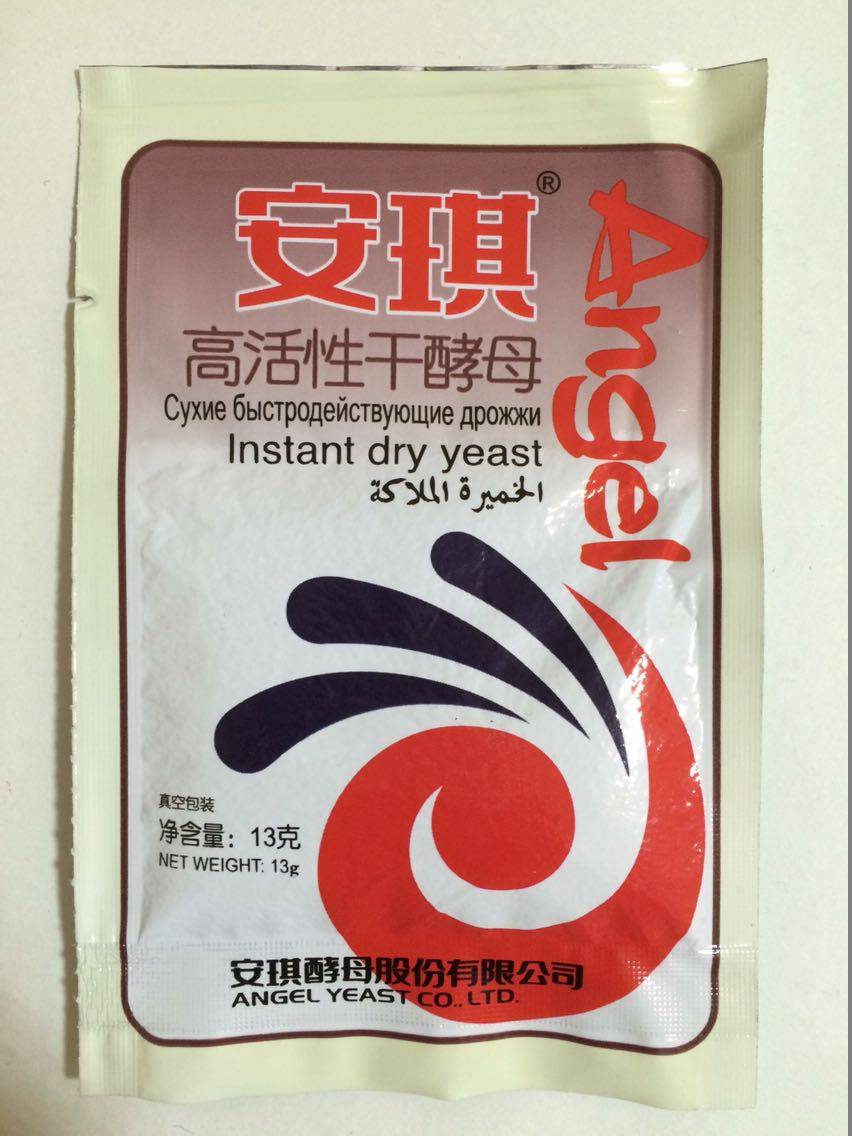 安琪®
Angel
高活性干酵母
Сухие быстродействующие дрожжи
Instant dry yeast
الخميرة الملاكة
真空包装
净含量：13克
NET WEIGHT: 13g
安琪酵母股份有限公司
ANGEL YEAST CO., LTD.